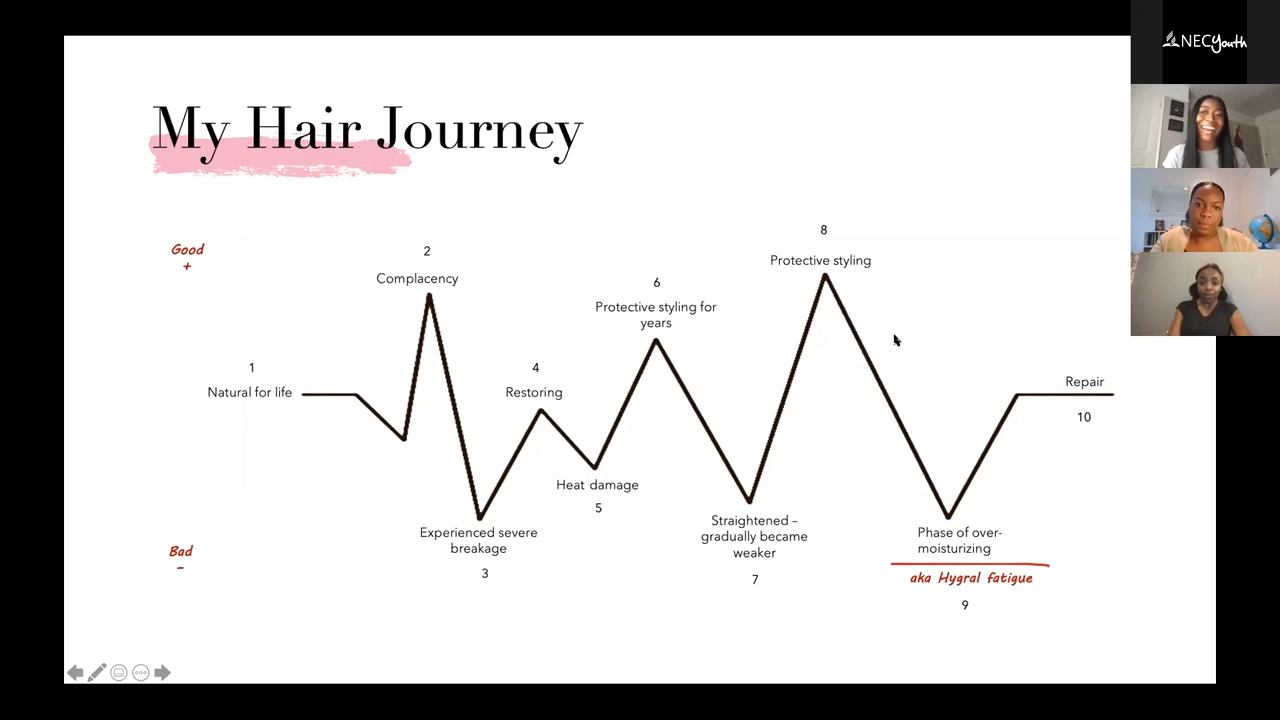 NECYouth
My Hair Journey
Good
+
Bad
–
1
Natural for life
2
Complacency
Experienced severe
breakage
3
4
Restoring
Heat damage
5
6
Protective styling for
years
Straightened –
gradually became
weaker
7
8
Protective styling
Phase of over-
moisturizing
aka Hygral fatigue
9
Repair
10